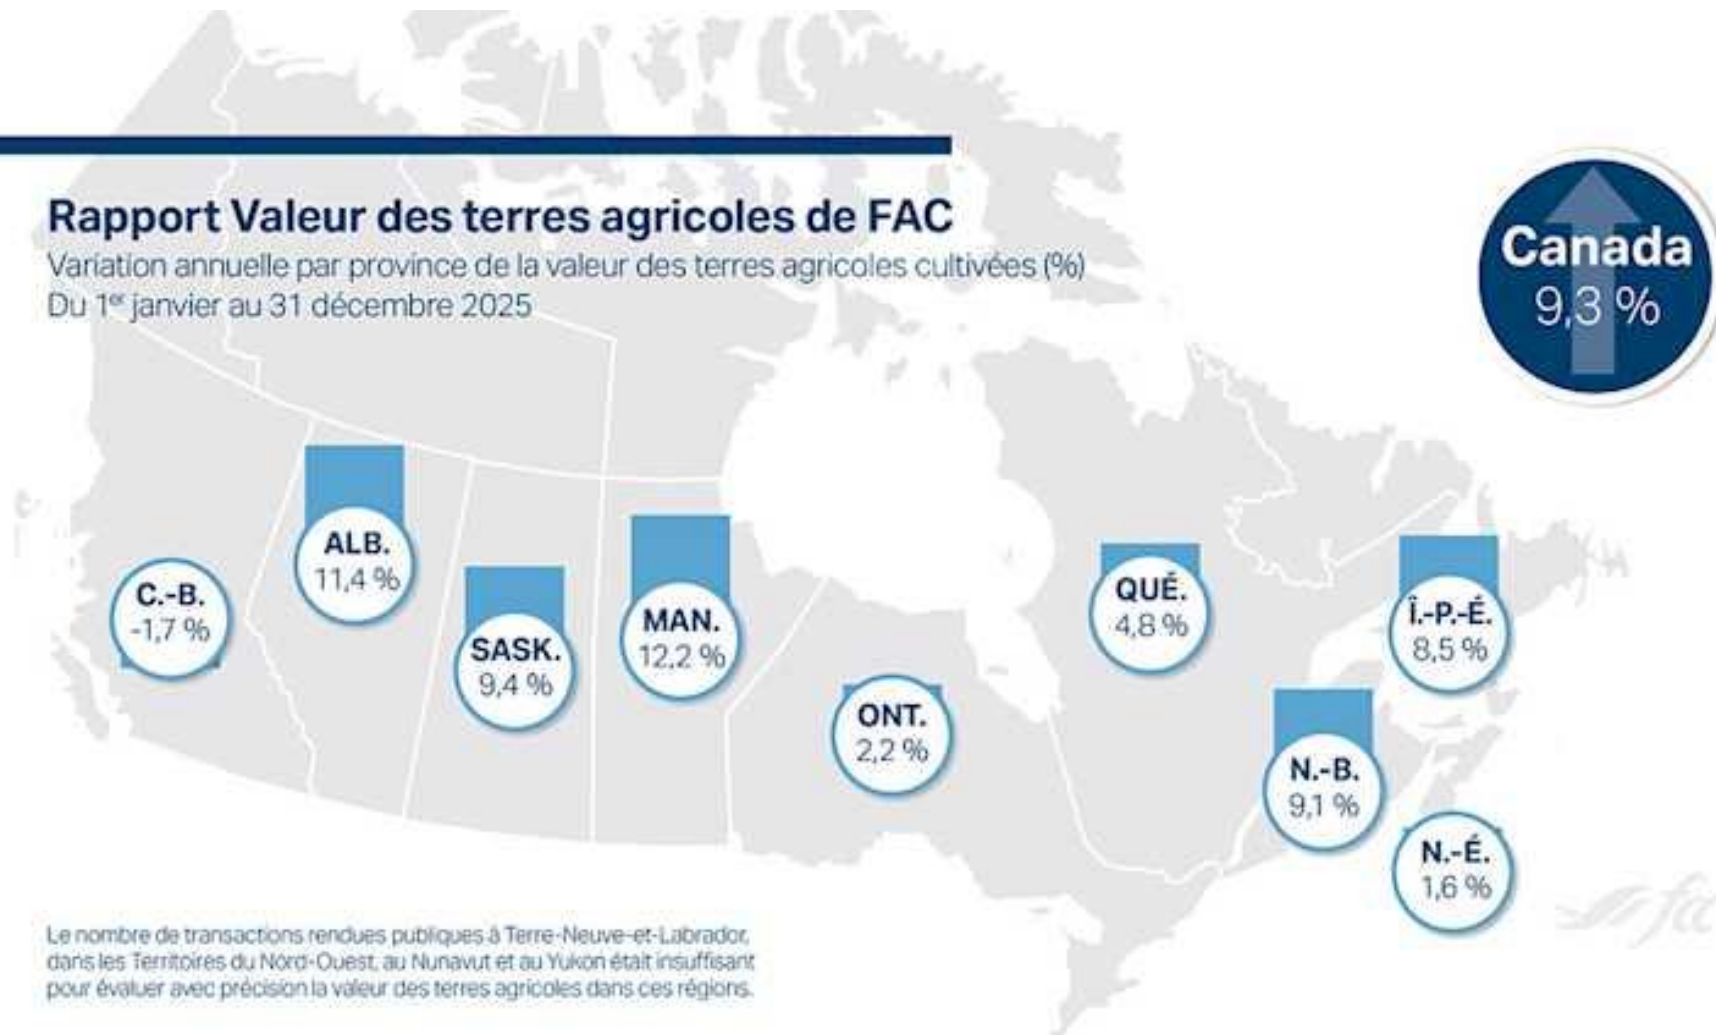 Rapport Valeur des terres agricoles de FAC
Variation annuelle par province de la valeur des terres agricoles cultivées (%)
Du 1er janvier au 31 décembre 2025
Canada
9,3 %
C.-B.
-1,7 %
ALB.
11,4 %
SASK.
9,4 %
MAN.
12,2 %
ONT.
2,2 %
QUÉ.
4,8 %
Î.-P.-É.
8,5 %
N.-B.
9,1 %
N.-É.
1,6 %
Le nombre de transactions rendues publiques à Terre-Neuve-et-Labrador,
dans les Territoires du Nord-Ouest, au Nunavut et au Yukon était insuffisant
pour évaluer avec précision la valeur des terres agricoles dans ces régions.
fcc